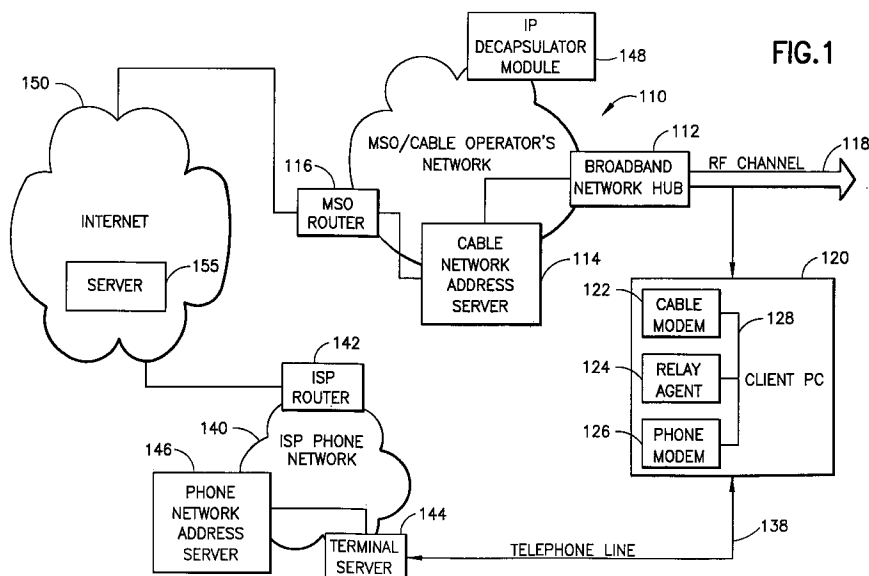 FIG.1
IP
DECAPSULATOR
MODULE
148
150
110
MSO/CABLE OPERATOR'S
NETWORK
112
BROADBAND
NETWORK HUB
RF CHANNEL
118
116
MSO
ROUTER
INTERNET
SERVER
155
CABLE
NETWORK
ADDRESS
SERVER
114
120
122
CABLE
MODEM
128
124
RELAY
AGENT
CLIENT PC
126
PHONE
MODEM
142
ISP
ROUTER
140
ISP PHONE
NETWORK
146
PHONE
NETWORK
ADDRESS
SERVER
144
TERMINAL
SERVER
TELEPHONE LINE
138